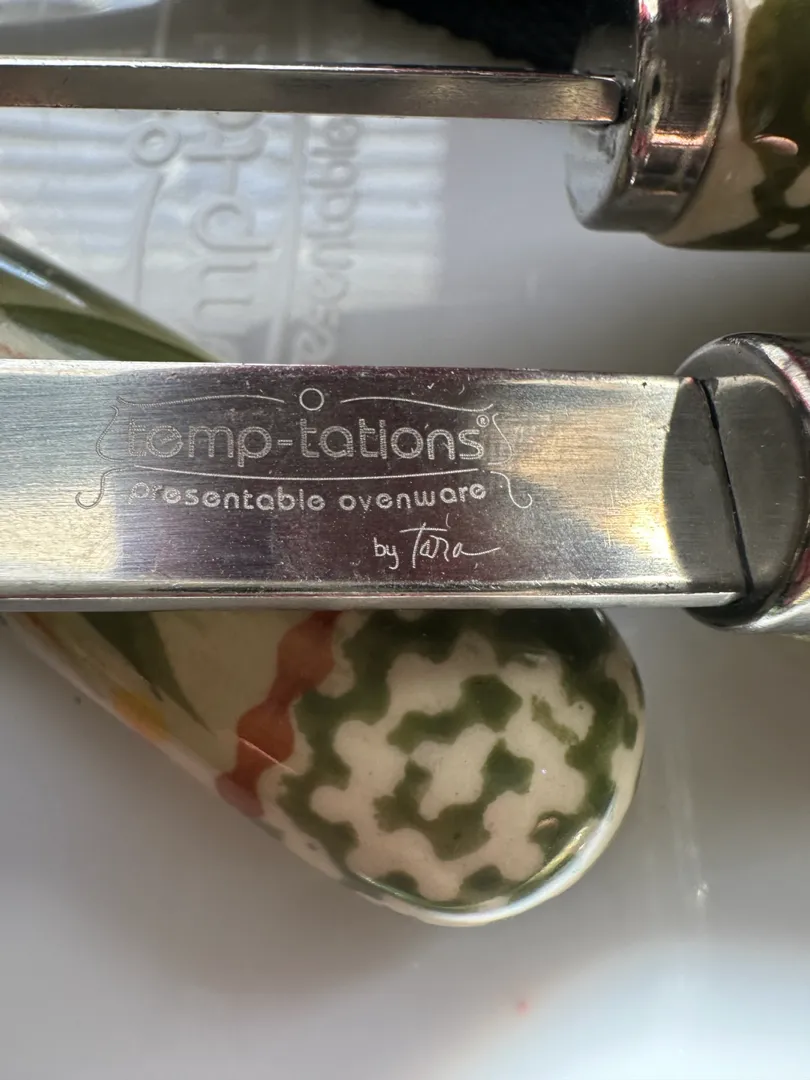 temp-tations®
presentable ovenware
by Tara